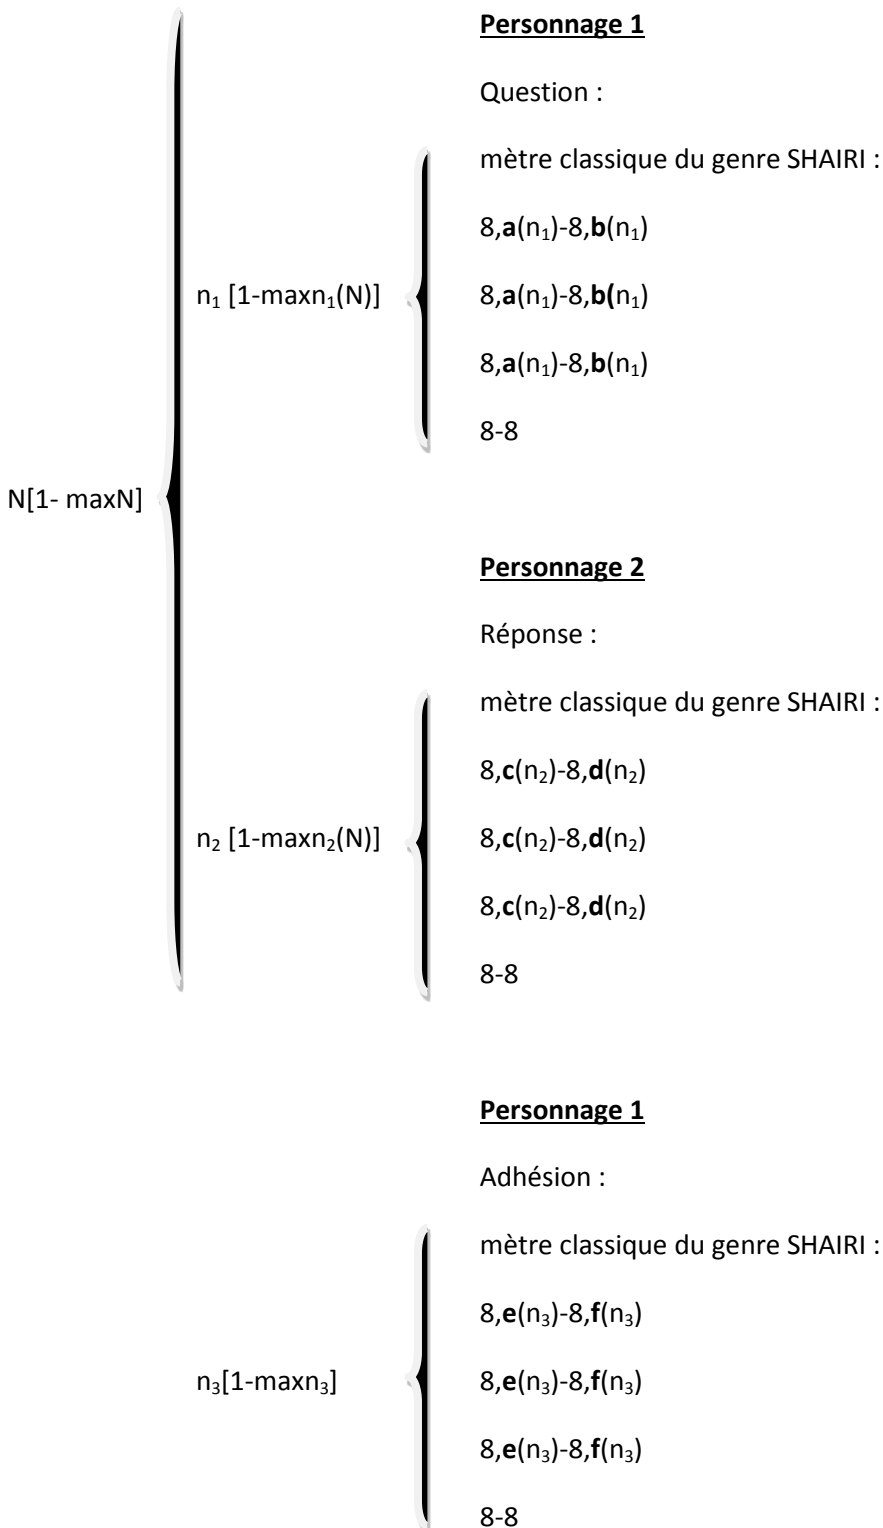 Personnage 1
Question :
mètre classique du genre SHAIRI :
8,a(n₁)-8,b(n₁)
n₁ [1-maxn₁(N)]
8,a(n₁)-8,b(n₁)
8,a(n₁)-8,b(n₁)
8-8
N[1- maxN]
Personnage 2
Réponse :
mètre classique du genre SHAIRI :
8,c(n₂)-8,d(n₂)
n₂ [1-maxn₂(N)]
8,c(n₂)-8,d(n₂)
8,c(n₂)-8,d(n₂)
8-8
Personnage 1
Adhésion :
mètre classique du genre SHAIRI :
8,e(n₃)-8,f(n₃)
n₃[1-maxn₃]
8,e(n₃)-8,f(n₃)
8,e(n₃)-8,f(n₃)
8-8